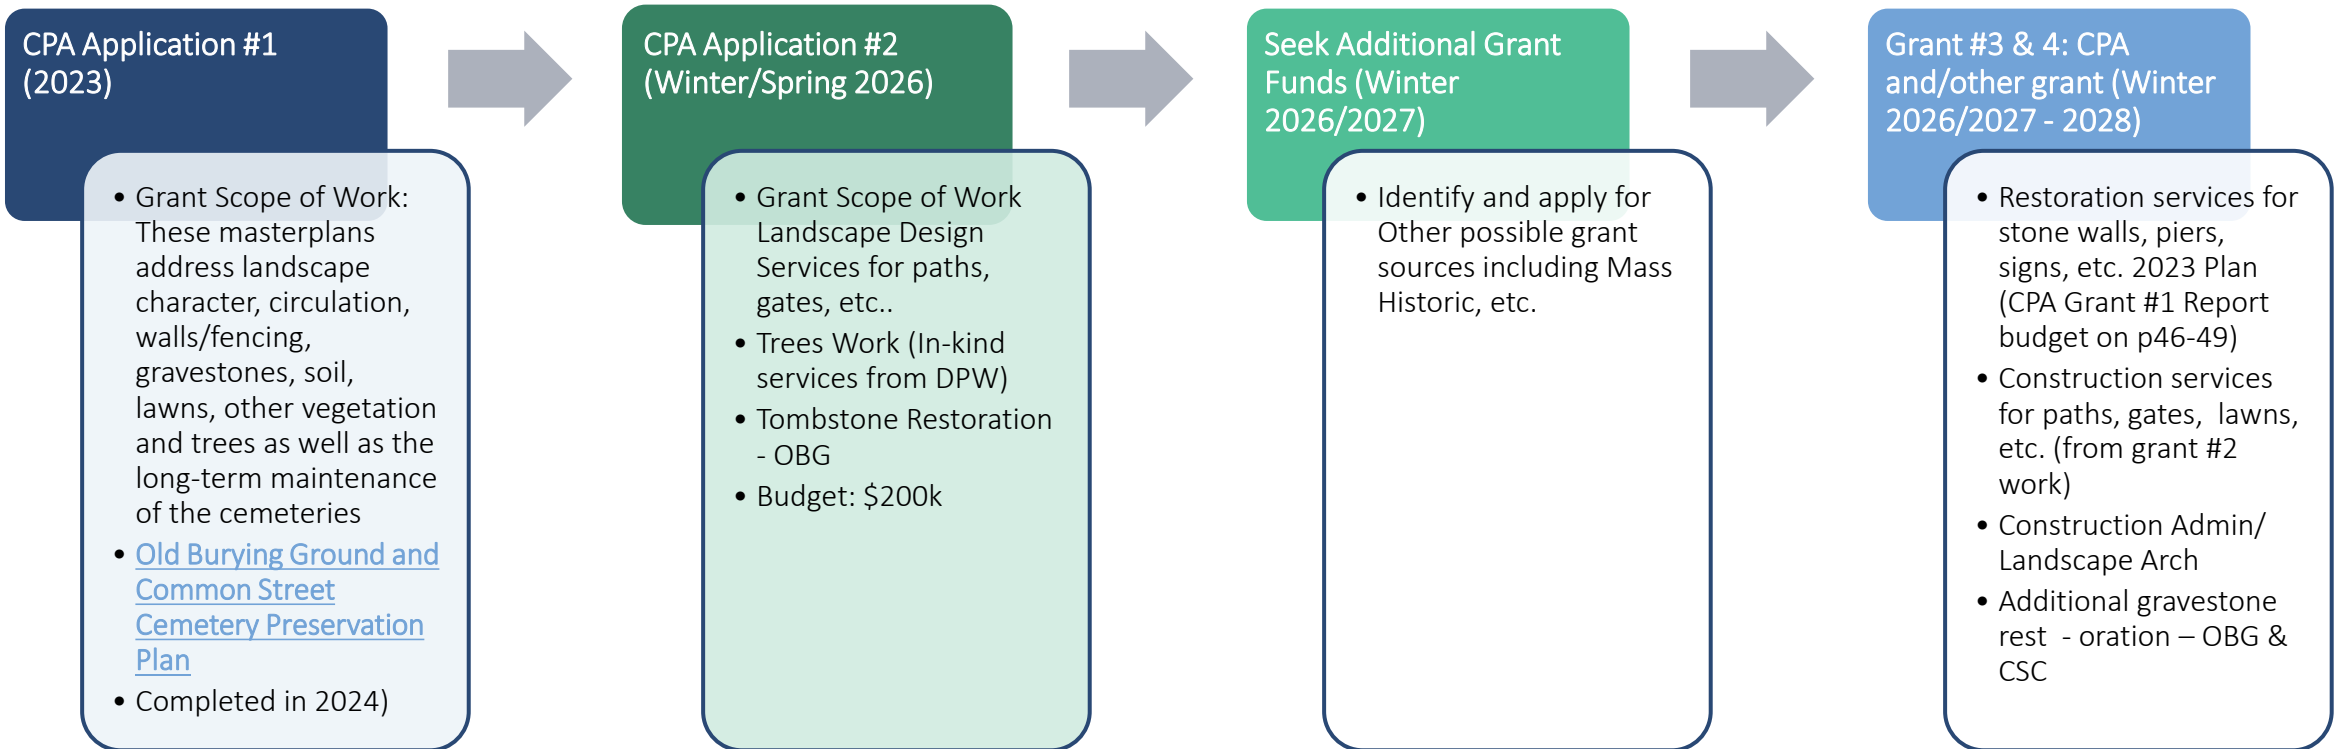 CPA Application #1
(2023)
• Grant Scope of Work:
These masterplans
address landscape
character, circulation,
walls/fencing,
gravestones, soil,
lawns, other vegetation
and trees as well as the
long-term maintenance
of the cemeteries
• Old Burying Ground and
Common Street
Cemetery Preservation
Plan
• Completed in 2024)
CPA Application #2
(Winter/Spring 2026)
• Grant Scope of Work
Landscape Design
Services for paths,
gates, etc..
• Trees Work (In-kind
services from DPW)
• Tombstone Restoration
- OBG
• Budget: $200k
Seek Additional Grant
Funds (Winter
2026/2027)
• Identify and apply for
Other possible grant
sources including Mass
Historic, etc.
Grant #3 & 4: CPA
and/other grant (Winter
2026/2027 - 2028)
• Restoration services for
stone walls, piers,
signs, etc. 2023 Plan
(CPA Grant #1 Report
budget on p46-49)
• Construction services
for paths, gates, lawns,
etc. (from grant #2
work)
• Construction Admin/
Landscape Arch
• Additional gravestone
rest - oration – OBG &
CSC